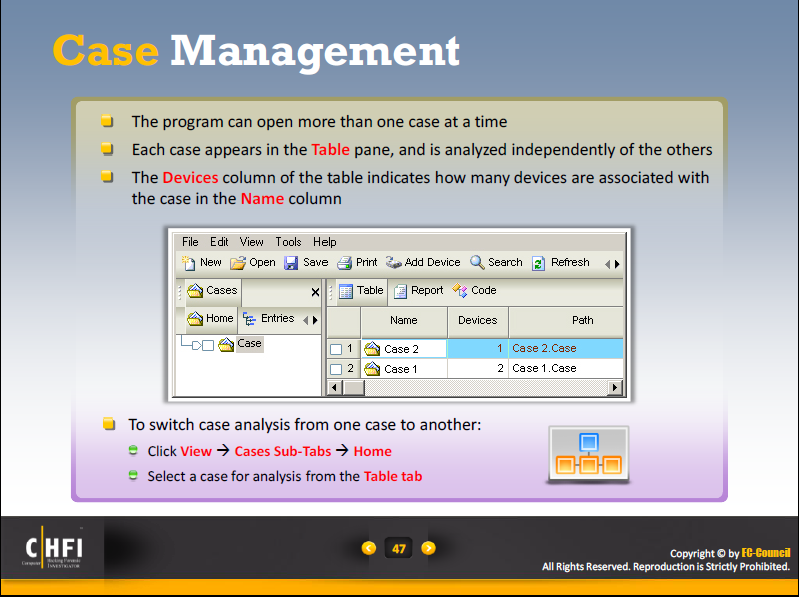 Case Management
The program can open more than one case at a time
Each case appears in the Table pane, and is analyzed independently of the others
The Devices column of the table indicates how many devices are associated with
the case in the Name column
File Edit View Tools Help
New Open Save Print Add Device Search Refresh
Cases x Table Report Code
Home Entries Name Devices Path
Case
1 Case 2 1 Case 2.Case
2 Case 1 2 Case 1.Case
To switch case analysis from one case to another:
Click View → Cases Sub-Tabs → Home
Select a case for analysis from the Table tab
CHFI
Computer Hacking Forensic
INVESTIGATOR
47
Copyright © by EC-Council
All Rights Reserved. Reproduction is Strictly Prohibited.